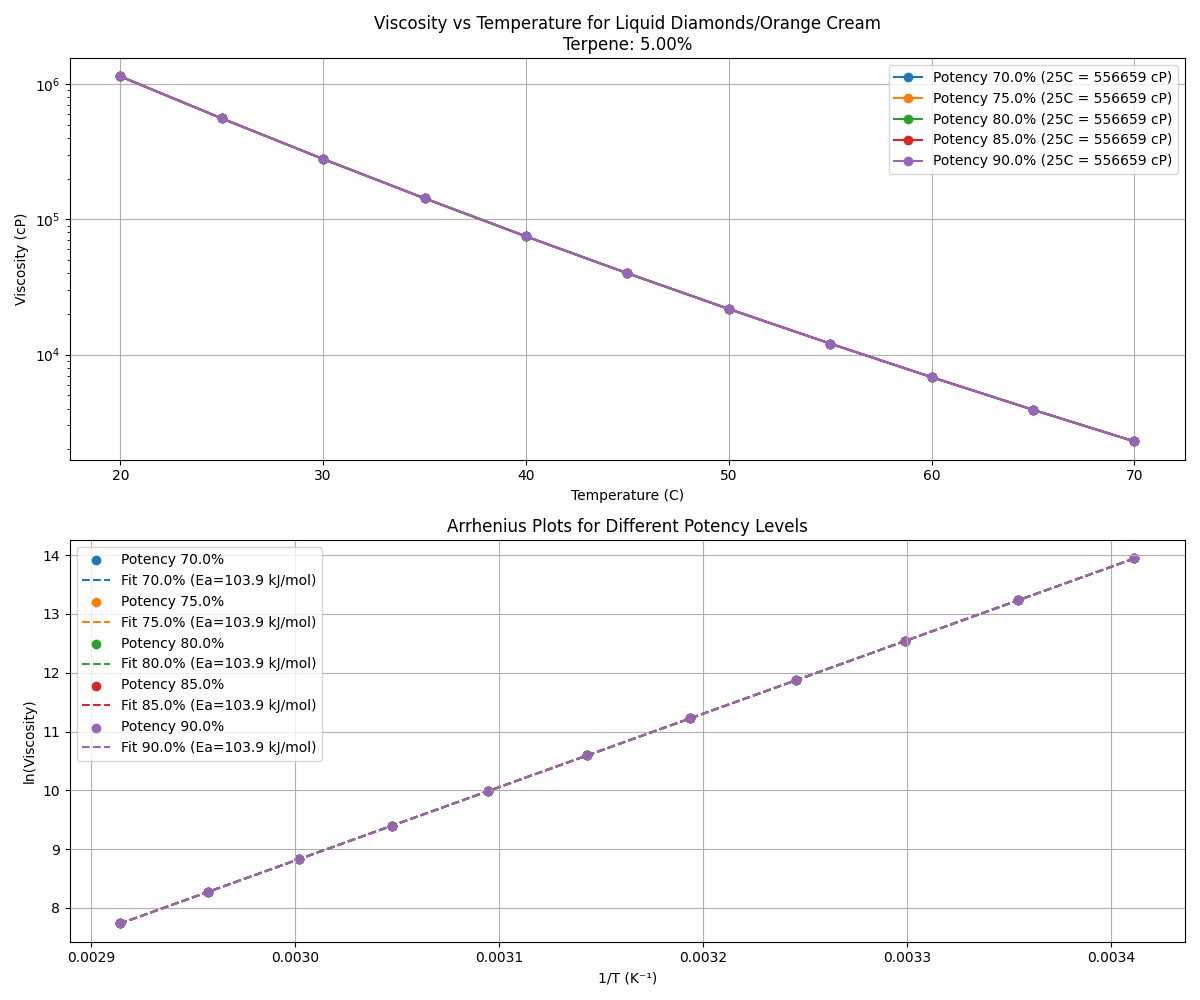 Viscosity vs Temperature for Liquid Diamonds/Orange Cream
Terpene: 5.00%
Viscosity (cP)
10⁶
10⁵
10⁴
Potency 70.0% (25C = 556659 cP)
Potency 75.0% (25C = 556659 cP)
Potency 80.0% (25C = 556659 cP)
Potency 85.0% (25C = 556659 cP)
Potency 90.0% (25C = 556659 cP)
20 30 40 50 60 70
Temperature (C)
Arrhenius Plots for Different Potency Levels
ln(Viscosity)
14
13
12
11
10
9
8
Potency 70.0%
Fit 70.0% (Ea=103.9 kJ/mol)
Potency 75.0%
Fit 75.0% (Ea=103.9 kJ/mol)
Potency 80.0%
Fit 80.0% (Ea=103.9 kJ/mol)
Potency 85.0%
Fit 85.0% (Ea=103.9 kJ/mol)
Potency 90.0%
Fit 90.0% (Ea=103.9 kJ/mol)
0.0029 0.0030 0.0031 0.0032 0.0033 0.0034
1/T (K⁻¹)